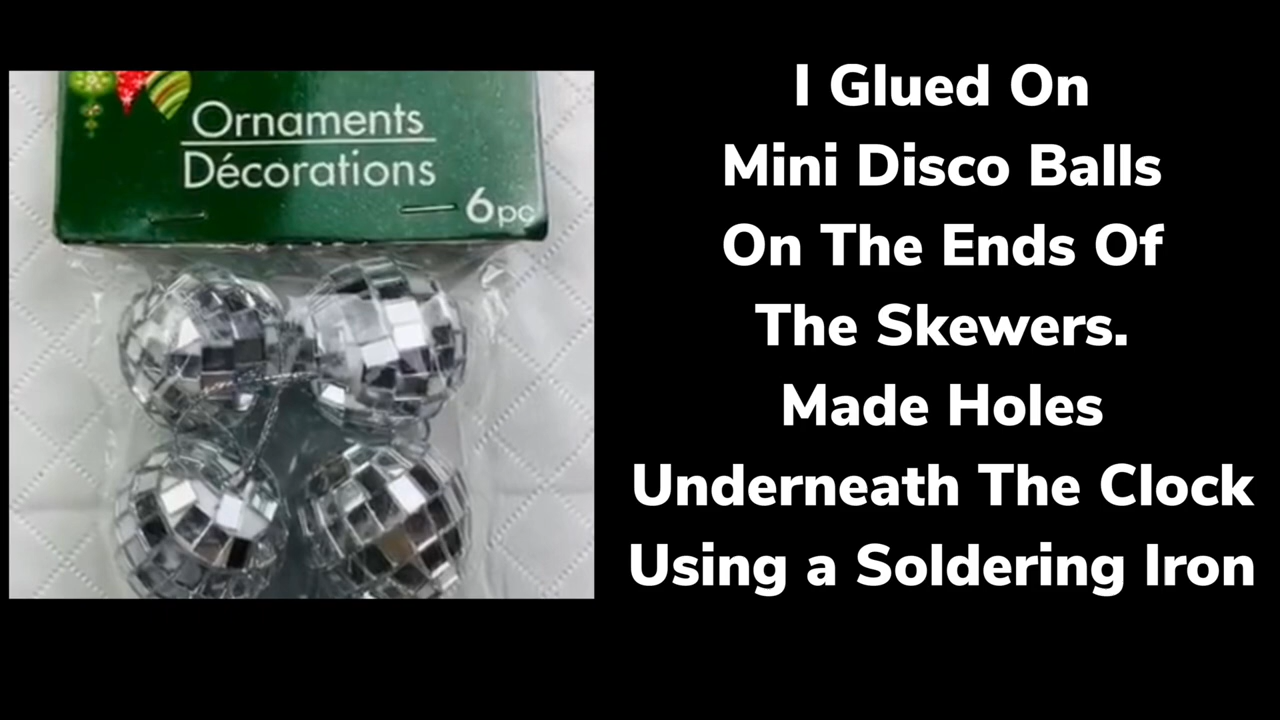 Ornaments
Décorations
6pc
I Glued On
Mini Disco Balls
On The Ends Of
The Skewers.
Made Holes
Underneath The Clock
Using a Soldering Iron